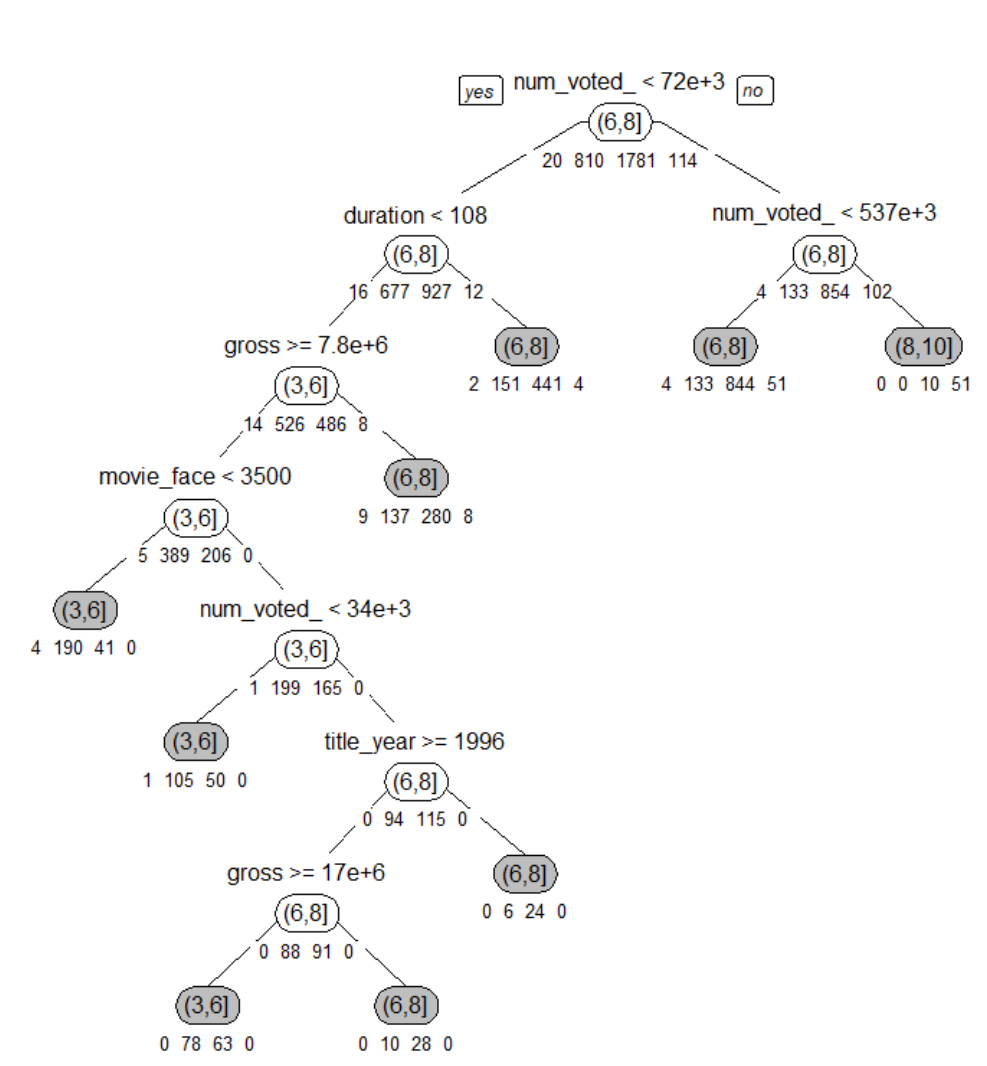 yes num_voted_ < 72e+3 no
(6,8]
20 810 1781 114
duration < 108 num_voted_ < 537e+3
(6,8] (6,8]
16 677 927 12 4 133 854 102
gross >= 7.8e+6 (6,8] (6,8] (8,10]
(3,6] 2 151 441 4 4 133 844 51 0 0 10 51
14 526 486 8
movie_face < 3500 (6,8]
(3,6] 9 137 280 8
5 389 206 0
(3,6] num_voted_ < 34e+3
4 190 41 0 (3,6]
1 199 165 0
(3,6] title_year >= 1996
1 105 50 0 (6,8]
0 94 115 0
gross >= 17e+6 (6,8]
(6,8] 0 6 24 0
0 88 91 0
(3,6] (6,8]
0 78 63 0 0 10 28 0